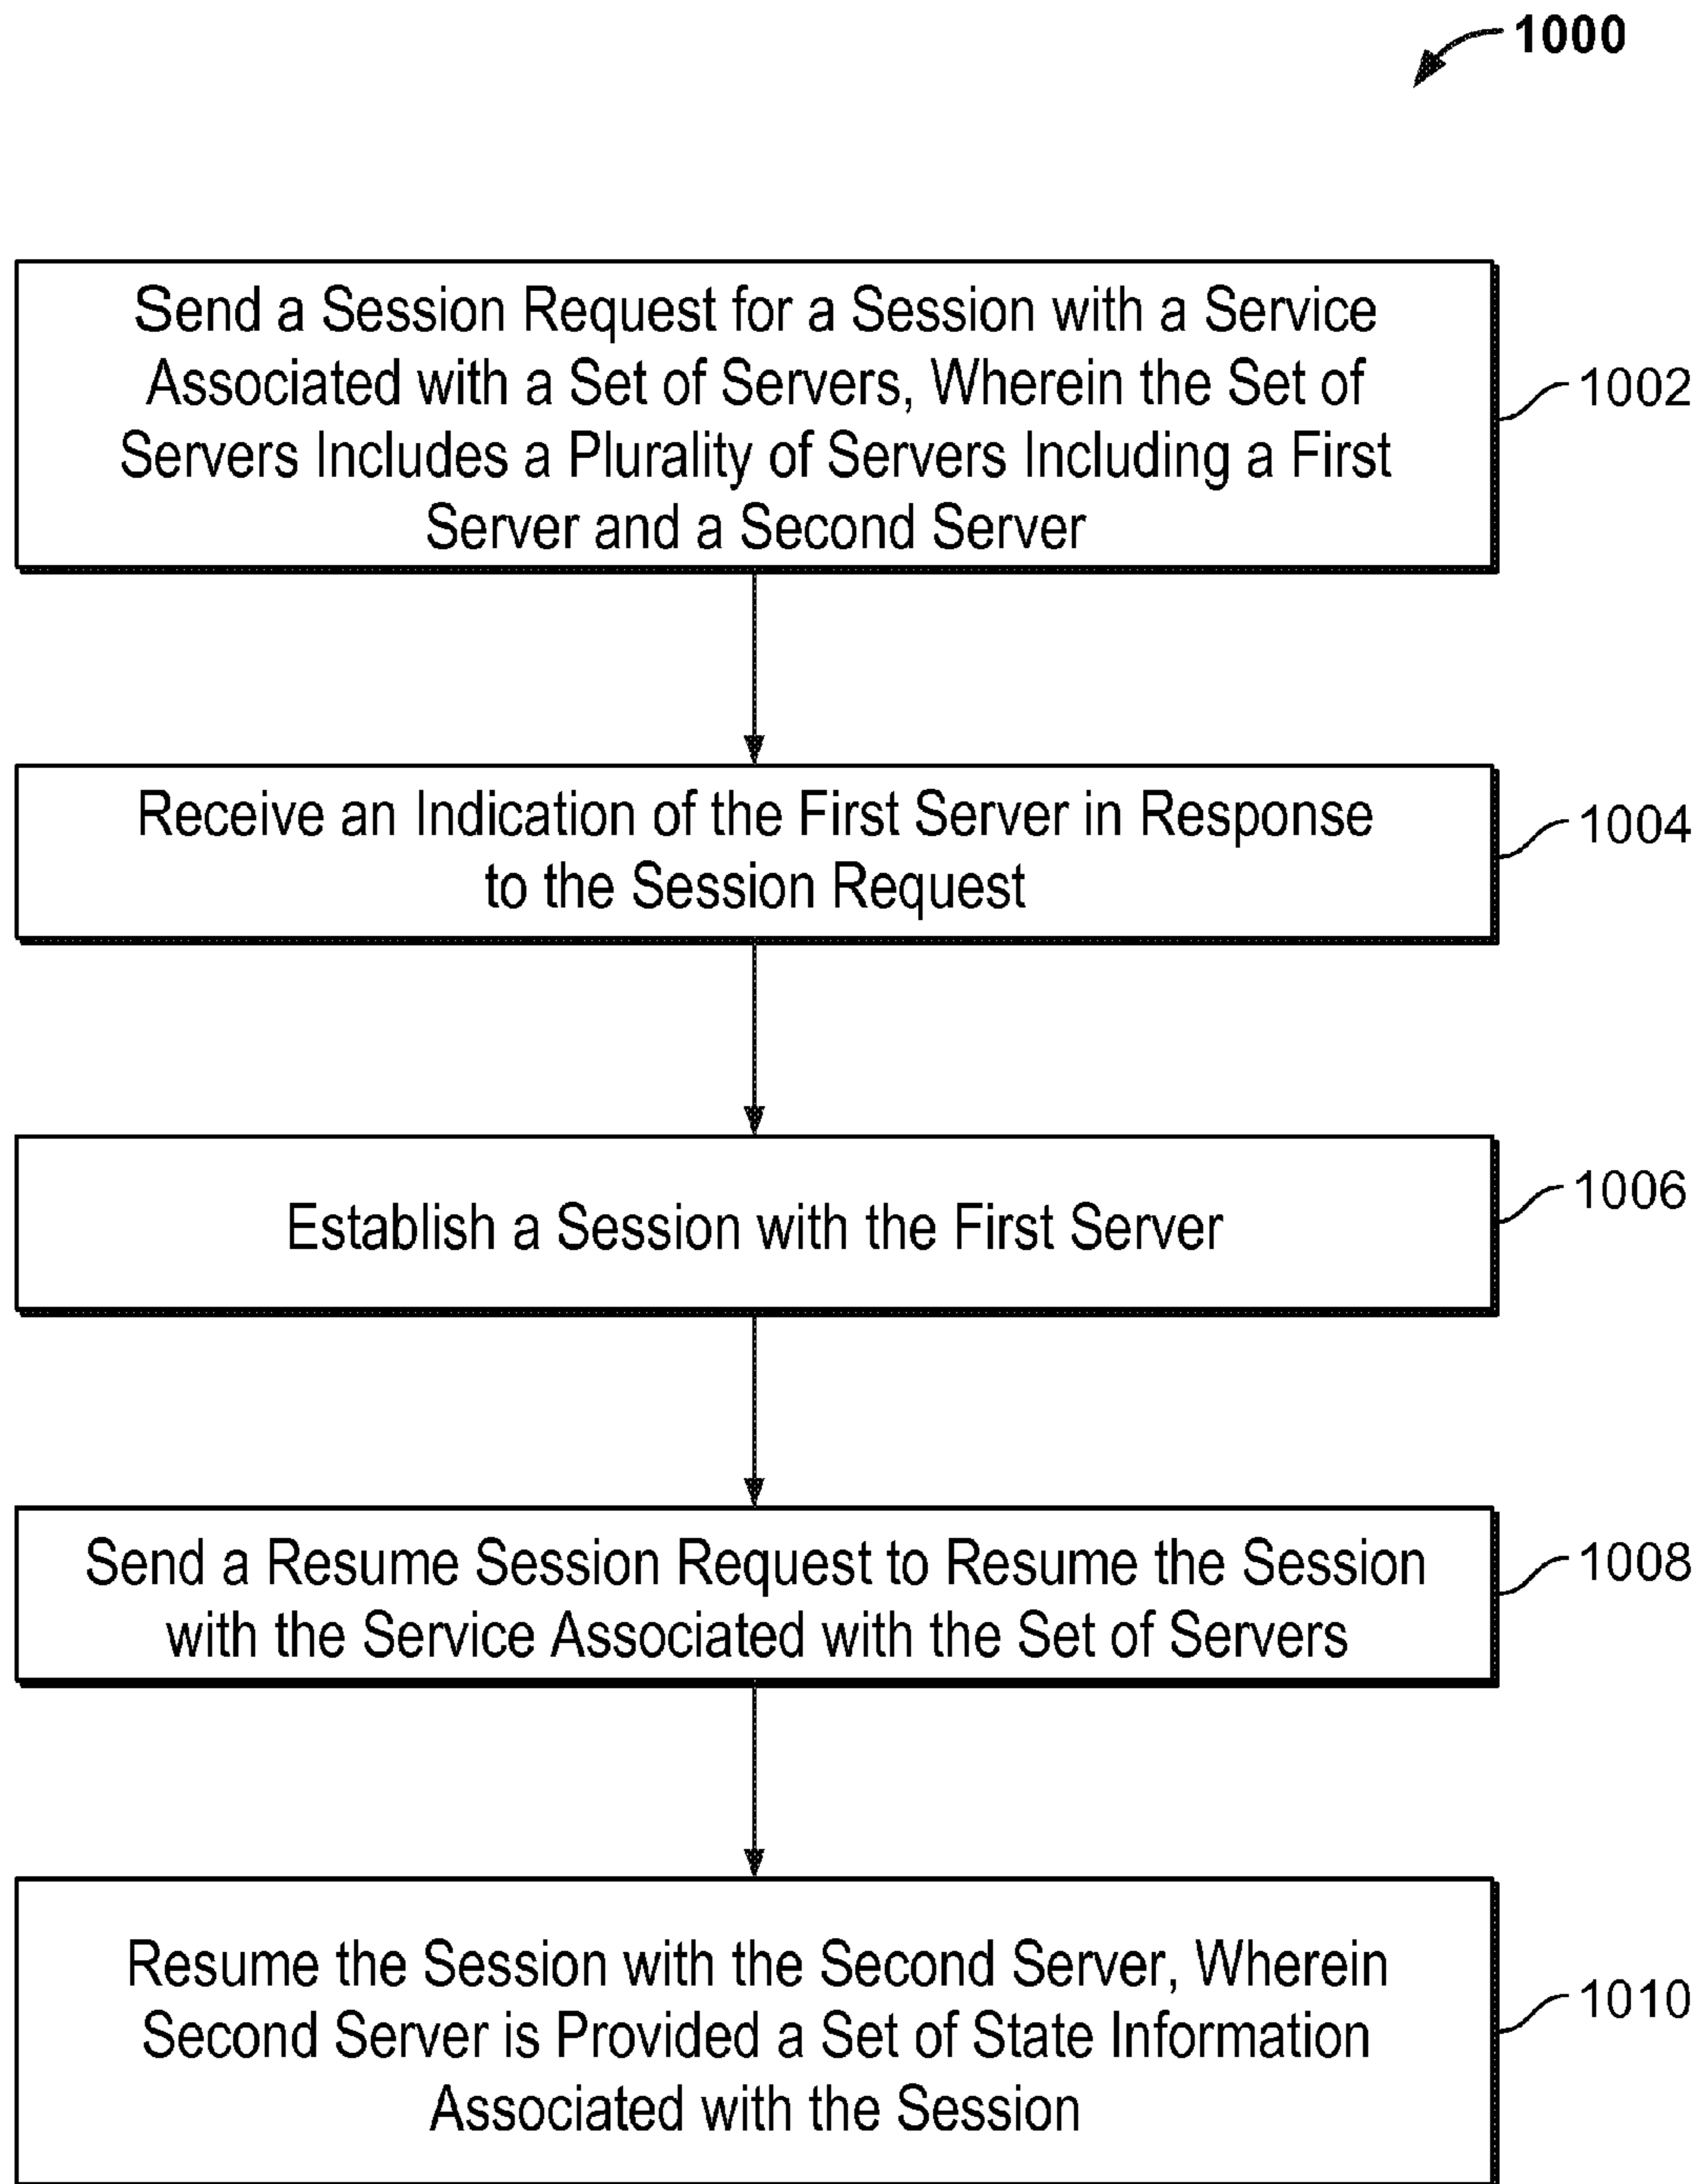 1000
Send a Session Request for a Session with a Service
Associated with a Set of Servers, Wherein the Set of
Servers Includes a Plurality of Servers Including a First
Server and a Second Server
1002
Receive an Indication of the First Server in Response
to the Session Request
1004
Establish a Session with the First Server
1006
Send a Resume Session Request to Resume the Session
with the Service Associated with the Set of Servers
1008
Resume the Session with the Second Server, Wherein
Second Server is Provided a Set of State Information
Associated with the Session
1010